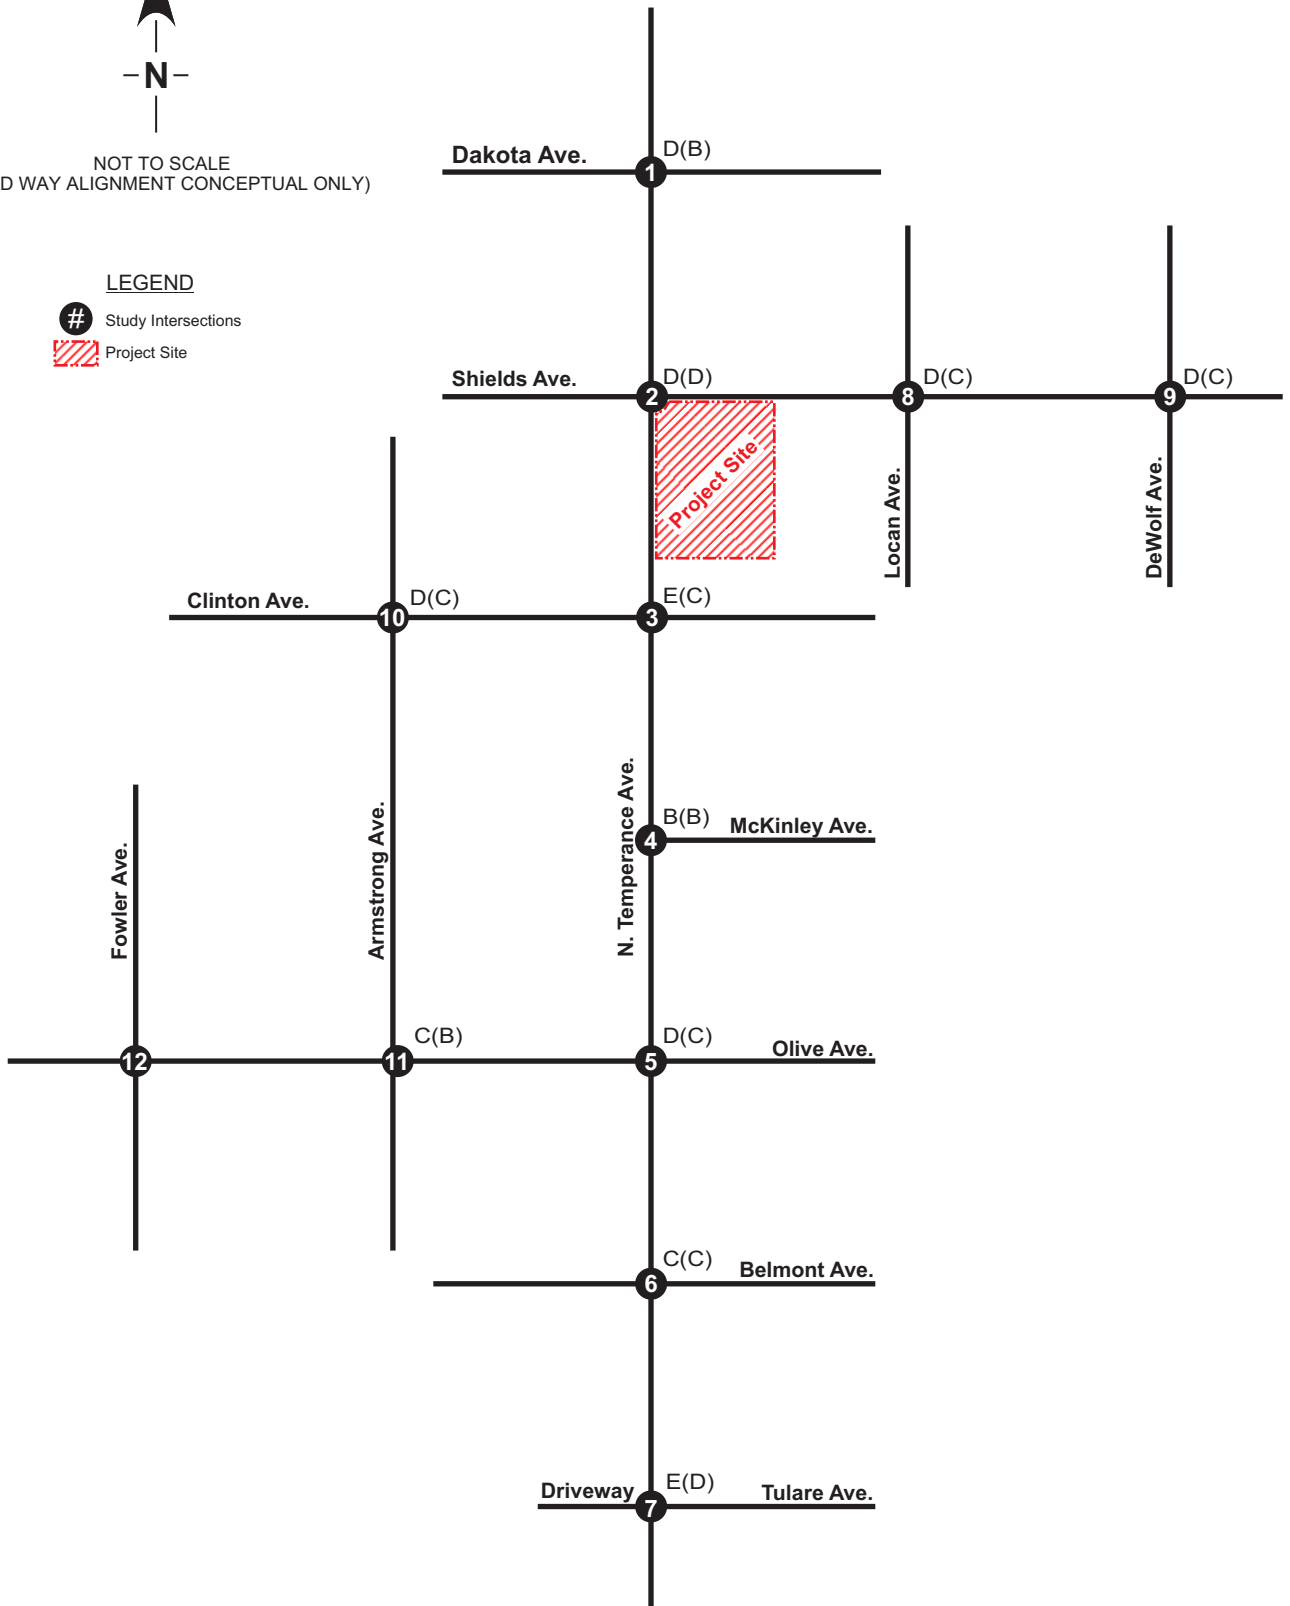 N
NOT TO SCALE
D WAY ALIGNMENT CONCEPTUAL ONLY)
LEGEND
# Study Intersections
Project Site
Dakota Ave.
D(B)
1
Shields Ave.
D(D)
2
D(C)
8
D(C)
9
Project Site
Locan Ave.
DeWolf Ave.
Clinton Ave.
D(C)
10
E(C)
3
Fowler Ave.
Armstrong Ave.
N. Temperance Ave.
B(B)
4
McKinley Ave.
12
C(B)
11
D(C)
5
Olive Ave.
C(C)
6
Belmont Ave.
Driveway
E(D)
7
Tulare Ave.